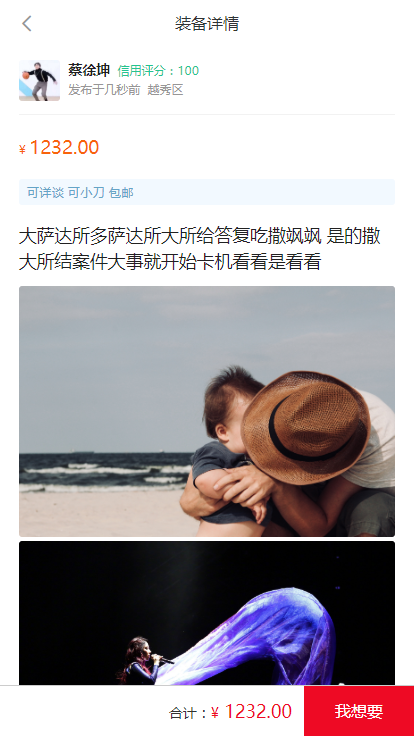 装备详情
蔡徐坤 信用评分：100
发布于几秒前 越秀区
¥ 1232.00
可详谈 可小刀 包邮
大萨达所多萨达所大所给答复吃撒飒飒 是的撒
大所结案件大事就开始卡机看看是看看
合计：¥ 1232.00
我想要